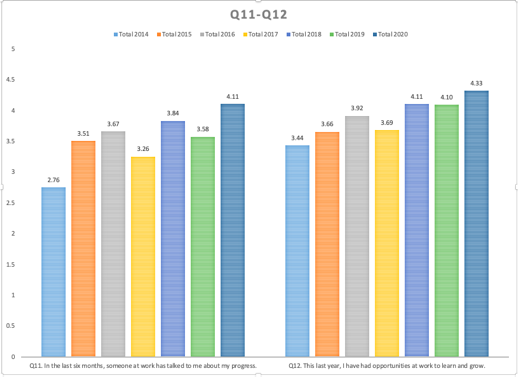 Q11-Q12
Total 2014 Total 2015 Total 2016 Total 2017 Total 2018 Total 2019 Total 2020
5
4.5
4
3.5
3
2.5
2
1.5
1
0.5
0
2.76 3.51 3.67 3.26 3.84 3.58 4.11
3.44 3.66 3.92 3.69 4.11 4.10 4.33
Q11. In the last six months, someone at work has talked to me about my progress.
Q12. This last year, I have had opportunities at work to learn and grow.